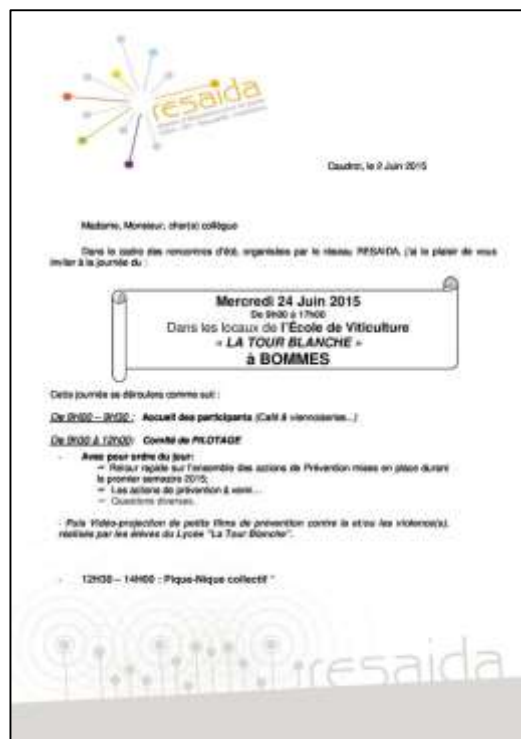 resaida
Caudrot, le 2 Juin 2015
Madame, Monsieur, cher(e) collègue
Dans le cadre des rencontres d'été, organisées par le réseau RESAIDA, j'ai le plaisir de vous
inviter à la journée du :
Mercredi 24 Juin 2015
De 9h00 à 17h00
Dans les locaux de l'École de Viticulture
« LA TOUR BLANCHE »
à BOMMES
Cette journée se déroulera comme suit :
De 9H00 – 9H30 : Accueil des participants (Café & viennoiseries...)
De 9h30 à 12h00: Comité de PILOTAGE
- Avec pour ordre du jour:
Retour rapide sur l'ensemble des actions de Prévention mises en place durant
le premier semestre 2015;
Les actions de prévention à venir...
Questions diverses.
- Puis Vidéo-projection de petits films de prévention contre la et/ou les violence(s),
réalisés par les élèves du Lycée "La Tour Blanche".
- 12H30 – 14H00 : Pique-Nique collectif *
resaida